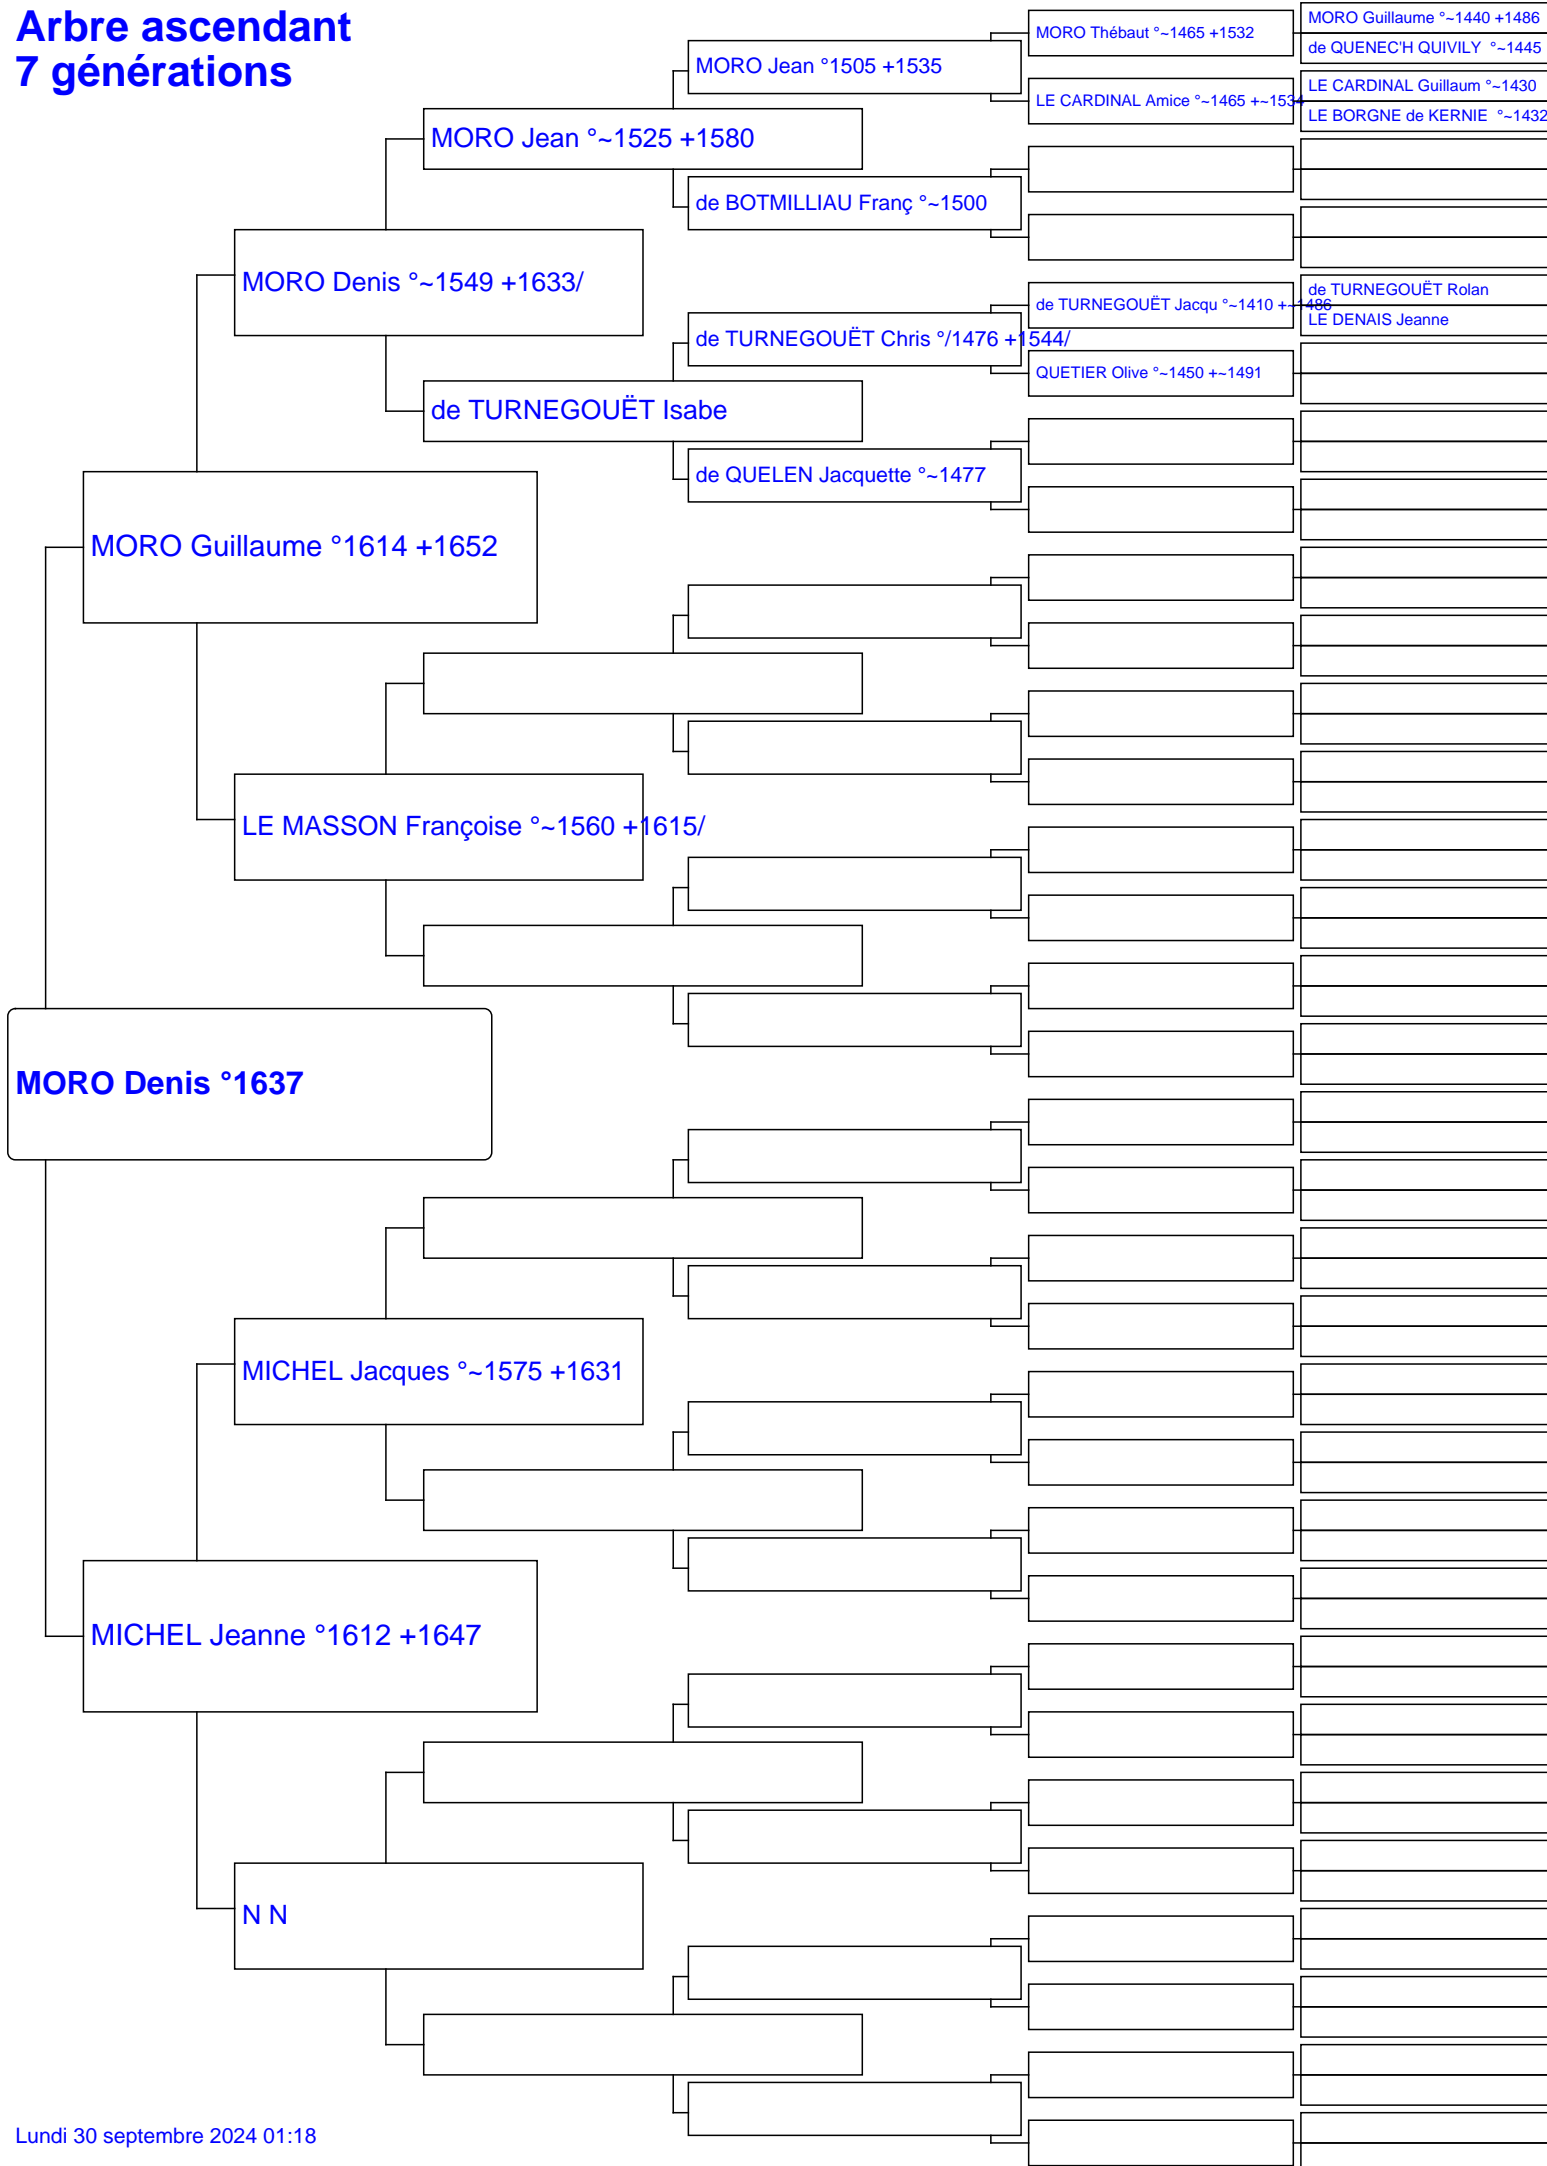 Arbre ascendant
7 générations
MORO Denis °1637
MORO Guillaume °1614 +1652
MICHEL Jeanne °1612 +1647
MORO Denis °~1549 +1633/
LE MASSON Françoise °~1560 +1615/
MICHEL Jacques °~1575 +1631
N N
MORO Jean °~1525 +1580
de TURNEGOUËT Isabe
MORO Jean °1505 +1535
de BOTMILLIAU Franç °~1500
de TURNEGOUËT Chris °/1476 +1544/
de QUELEN Jacquette °~1477
MORO Thébaut °~1465 +1532
LE CARDINAL Amice °~1465 +~1534
de TURNEGOUËT Jacqu °~1410 +~1486
QUETIER Olive °~1450 +~1491
MORO Guillaume °~1440 +1486
de QUENEC'H QUIVILY °~1445
LE CARDINAL Guillaum °~1430
LE BORGNE de KERNIE °~1432
de TURNEGOUËT Rolan
LE DENAIS Jeanne
Lundi 30 septembre 2024 01:18